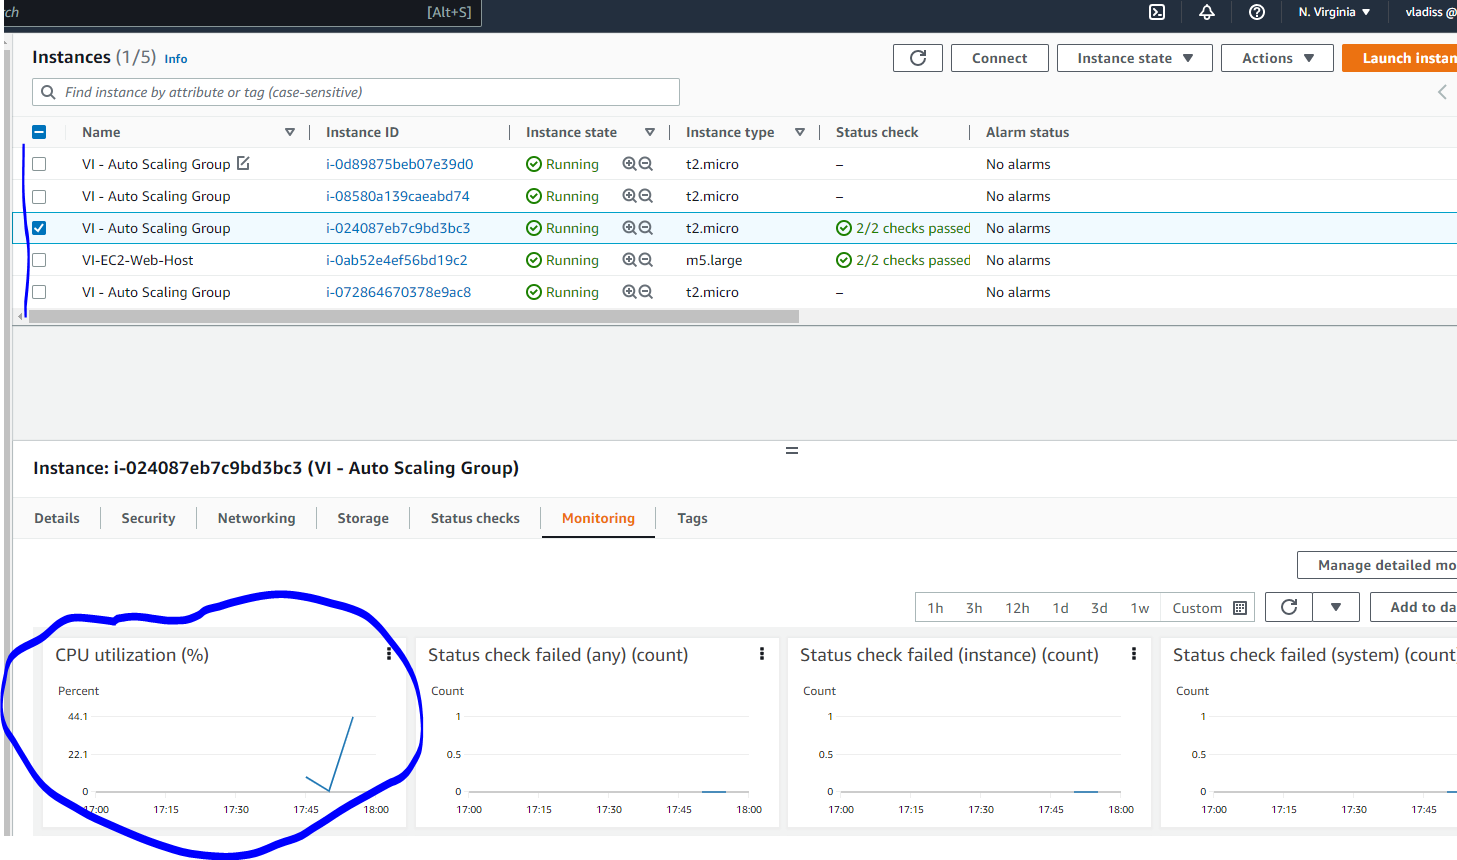 rch [Alt+S] N. Virginia ▼ vladiss @
Instances (1/5) Info Connect Instance state ▼ Actions ▼ Launch instan
Find instance by attribute or tag (case-sensitive)
Name Instance ID Instance state Instance type Status check Alarm status
VI - Auto Scaling Group i-0d89875beb07e39d0 Running t2.micro – No alarms
VI - Auto Scaling Group i-08580a139caeabd74 Running t2.micro – No alarms
VI - Auto Scaling Group i-024087eb7c9bd3bc3 Running t2.micro 2/2 checks passed No alarms
VI-EC2-Web-Host i-0ab52e4ef56bd19c2 Running m5.large 2/2 checks passed No alarms
VI - Auto Scaling Group i-072864670378e9ac8 Running t2.micro – No alarms
Instance: i-024087eb7c9bd3bc3 (VI - Auto Scaling Group)
Details Security Networking Storage Status checks Monitoring Tags
Manage detailed mo
1h 3h 12h 1d 3d 1w Custom Add to da
CPU utilization (%) Status check failed (any) (count) Status check failed (instance) (count) Status check failed (system) (count
Percent Count Count Count
44.1 1 1 1
22.1 0.5 0.5 0.5
0 0 0 0
17:00 17:15 17:30 17:45 18:00 17:00 17:15 17:30 17:45 18:00 17:00 17:15 17:30 17:45 18:00 17:00 17:15 17:30 17:45